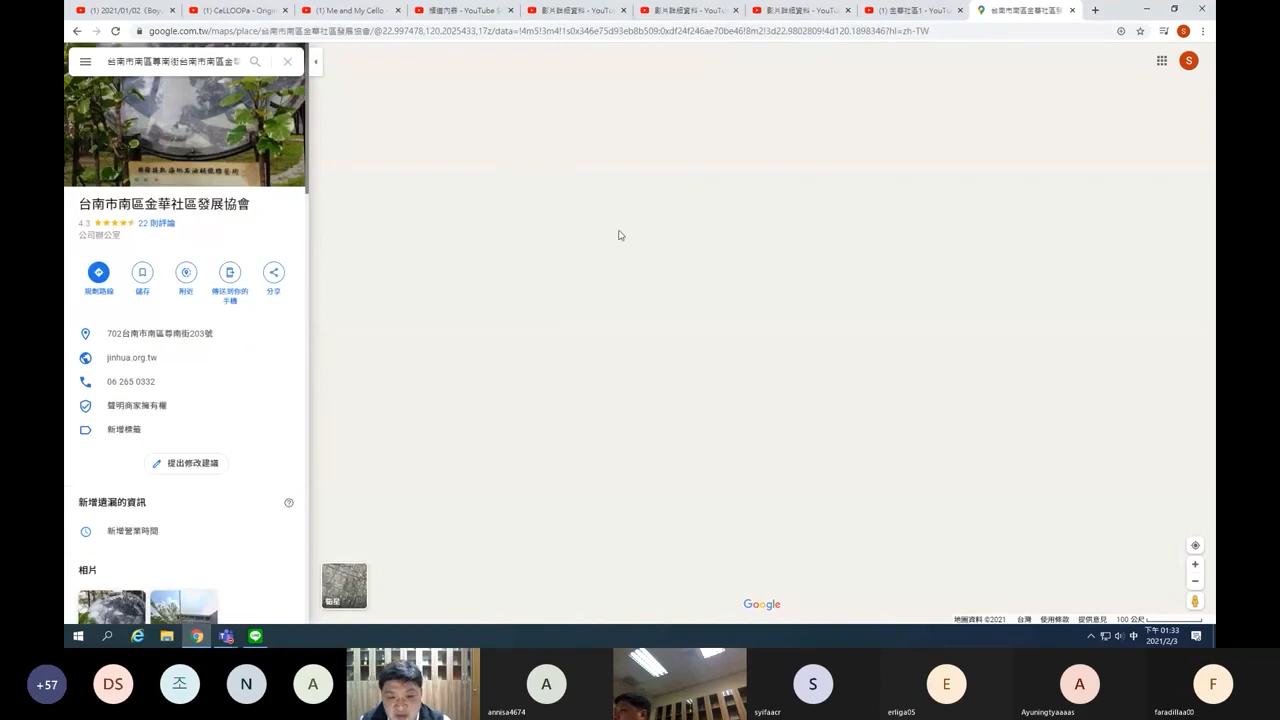 (1) 2021/01/02《Boy
(1) CeLLOOPa - Origin
(1) Me and My Cello -
頻道內容 - YouTube S
影片詳細資料 - YouTu
影片詳細資料 - YouTu
影片詳細資料 - YouTu
(1) 金華社區1 - YouTu
台南市南區金華社區發
google.com.tw/maps/place/台南市南區金華社區發展協會/@22.997478,120.2025433,17z/data=!4m5!3m4!1s0x346e75d93eb8b509:0xdf24f246ae70be46!8m2!3d22.9802809!4d120.1898346?hl=zh-TW
S
台南市南區尊南街台南市南區金華
S
台南市南區金華社區發展協會
4.3 22 則評論
公司辦公室
規劃路線
儲存
附近
傳送到你的
手機
分享
702台南市南區尊南街203號
jinhua.org.tw
06 265 0332
聲明商家擁有權
新增標籤
提出修改建議
新增遺漏的資訊
新增營業時間
相片
衛星
Google
地圖資料 ©2021 台灣 使用條款 提供意見 100 公尺
中
下午 01:33
2021/2/3
+57
DS
조
N
A
A
annisa4674
S
syifaacr
E
erliga05
A
Ayuningtyaaaas
F
faradillaa00